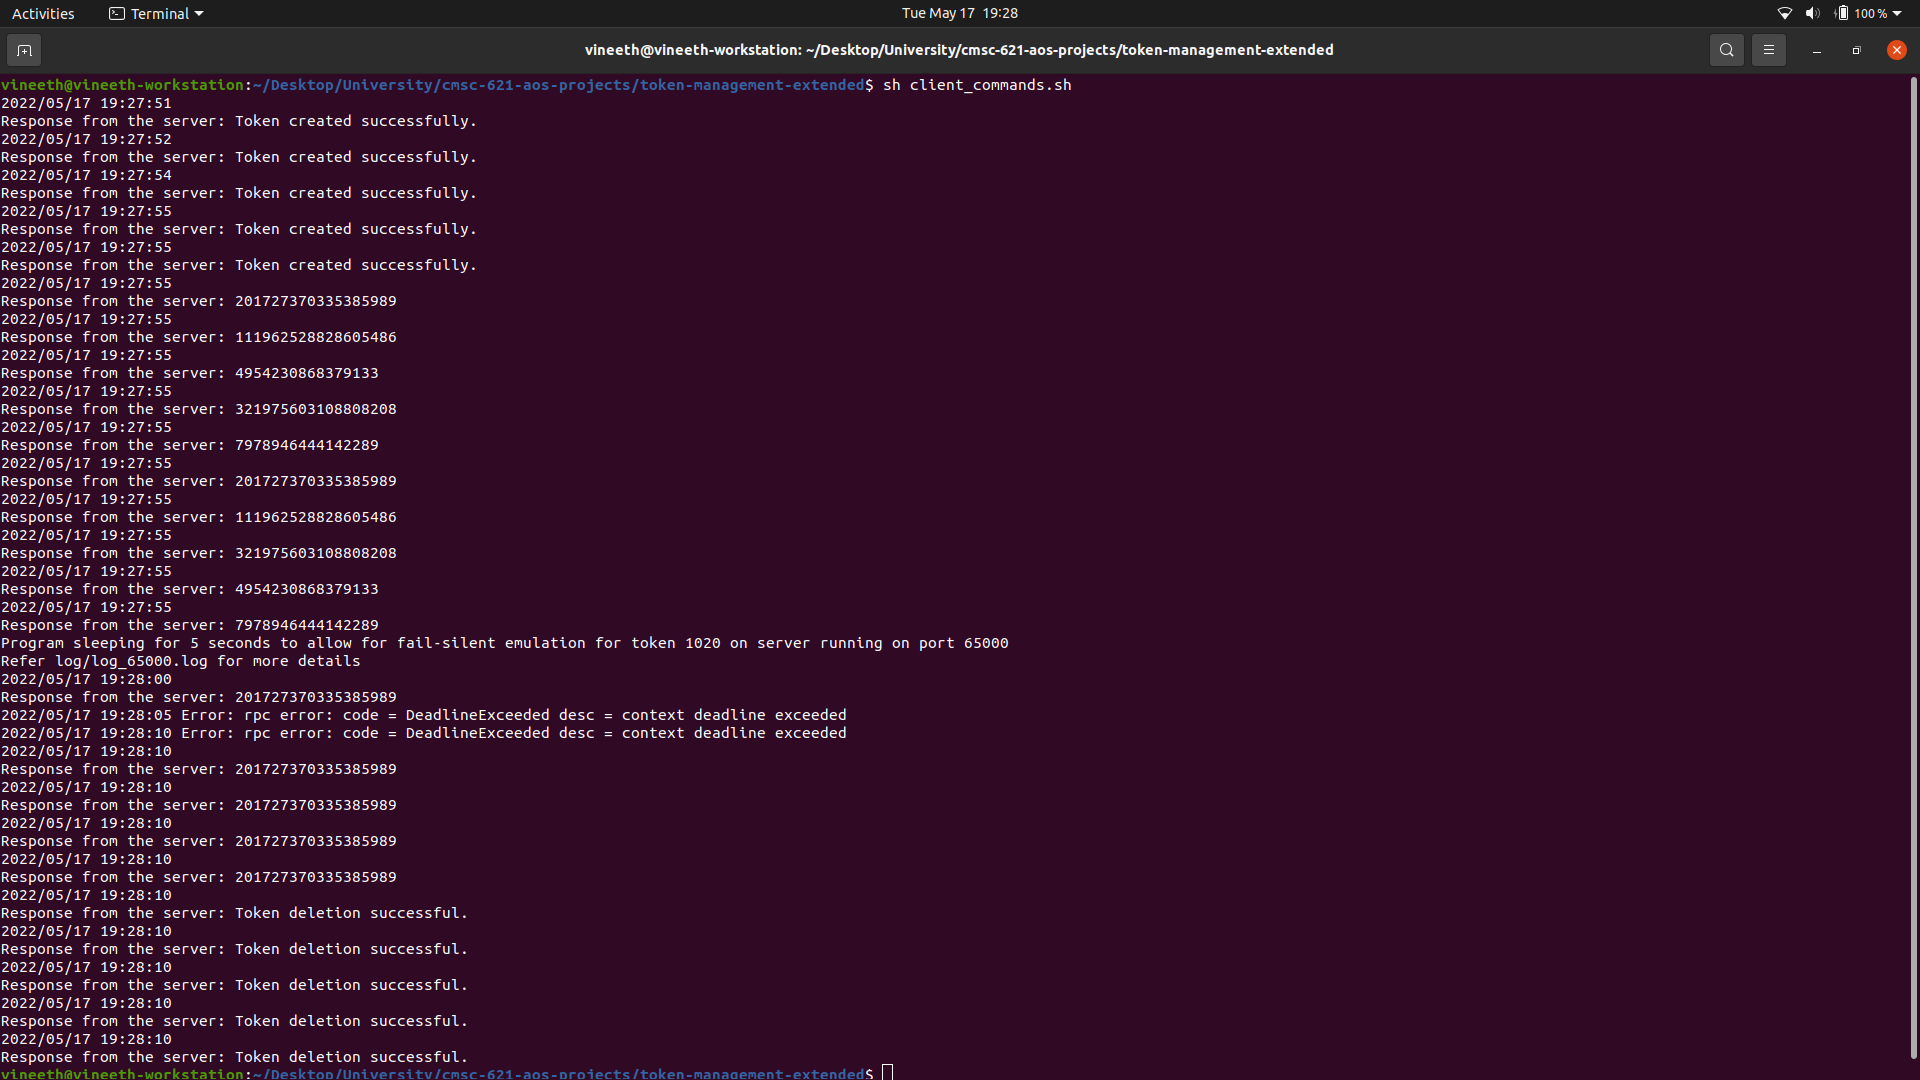 Activities Terminal Tue May 17 19:28 100 %
vineeth@vineeth-workstation: ~/Desktop/University/cmsc-621-aos-projects/token-management-extended
vineeth@vineeth-workstation:~/Desktop/University/cmsc-621-aos-projects/token-management-extended$ sh client_commands.sh
2022/05/17 19:27:51
Response from the server: Token created successfully.
2022/05/17 19:27:52
Response from the server: Token created successfully.
2022/05/17 19:27:54
Response from the server: Token created successfully.
2022/05/17 19:27:55
Response from the server: Token created successfully.
2022/05/17 19:27:55
Response from the server: Token created successfully.
2022/05/17 19:27:55
Response from the server: 201727370335385989
2022/05/17 19:27:55
Response from the server: 111962528828605486
2022/05/17 19:27:55
Response from the server: 4954230868379133
2022/05/17 19:27:55
Response from the server: 321975603108808208
2022/05/17 19:27:55
Response from the server: 7978946444142289
2022/05/17 19:27:55
Response from the server: 201727370335385989
2022/05/17 19:27:55
Response from the server: 111962528828605486
2022/05/17 19:27:55
Response from the server: 321975603108808208
2022/05/17 19:27:55
Response from the server: 4954230868379133
2022/05/17 19:27:55
Response from the server: 7978946444142289
Program sleeping for 5 seconds to allow for fail-silent emulation for token 1020 on server running on port 65000
Refer log/log_65000.log for more details
2022/05/17 19:28:00
Response from the server: 201727370335385989
2022/05/17 19:28:05 Error: rpc error: code = DeadlineExceeded desc = context deadline exceeded
2022/05/17 19:28:10 Error: rpc error: code = DeadlineExceeded desc = context deadline exceeded
2022/05/17 19:28:10
Response from the server: 201727370335385989
2022/05/17 19:28:10
Response from the server: 201727370335385989
2022/05/17 19:28:10
Response from the server: 201727370335385989
2022/05/17 19:28:10
Response from the server: 201727370335385989
2022/05/17 19:28:10
Response from the server: Token deletion successful.
2022/05/17 19:28:10
Response from the server: Token deletion successful.
2022/05/17 19:28:10
Response from the server: Token deletion successful.
2022/05/17 19:28:10
Response from the server: Token deletion successful.
2022/05/17 19:28:10
Response from the server: Token deletion successful.
vineeth@vineeth-workstation:~/Desktop/University/cmsc-621-aos-projects/token-management-extended$